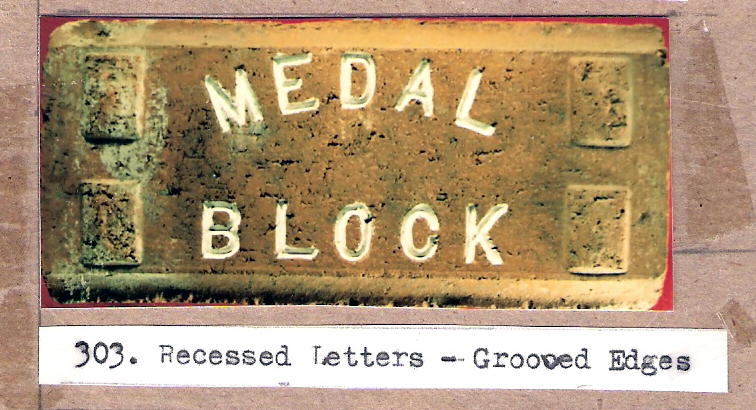 MEDAL
BLOCK
303. Recessed Letters - Grooved Edges